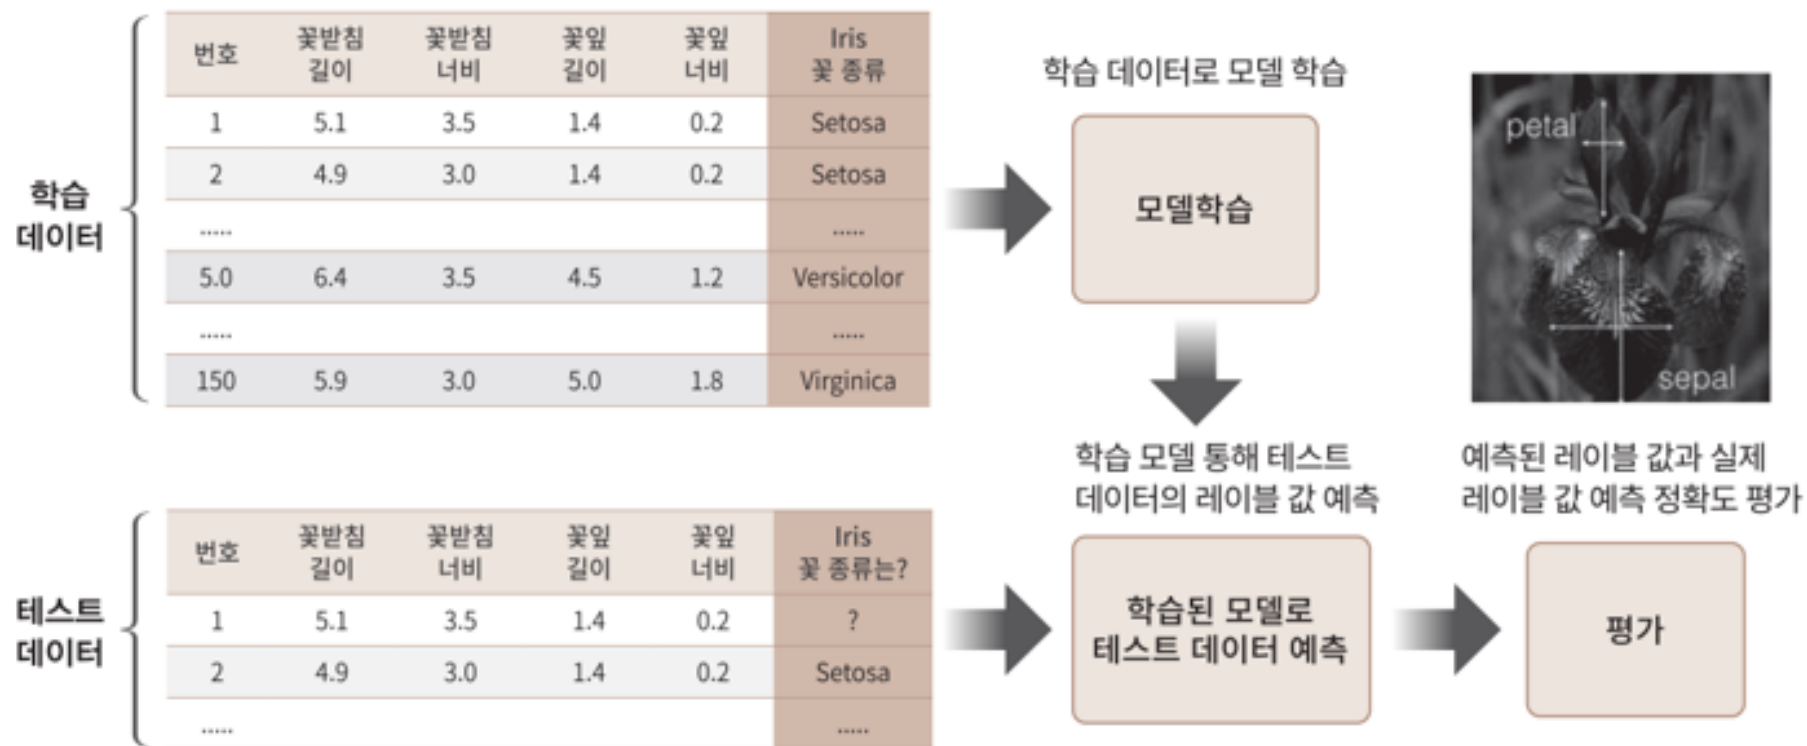 번호 꽃받침 길이 꽃받침 너비 꽃잎 길이 꽃잎 너비 Iris 꽃 종류
1 5.1 3.5 1.4 0.2 Setosa
2 4.9 3.0 1.4 0.2 Setosa
..... .....
5.0 6.4 3.5 4.5 1.2 Versicolor
..... .....
150 5.9 3.0 5.0 1.8 Virginica
학습
데이터
학습 데이터로 모델 학습
모델학습
petal
sepal
번호 꽃받침 길이 꽃받침 너비 꽃잎 길이 꽃잎 너비 Iris 꽃 종류는?
1 5.1 3.5 1.4 0.2 ?
2 4.9 3.0 1.4 0.2 Setosa
..... .....
테스트
데이터
학습 모델 통해 테스트
데이터의 레이블 값 예측
학습된 모델로
테스트 데이터 예측
예측된 레이블 값과 실제
레이블 값 예측 정확도 평가
평가